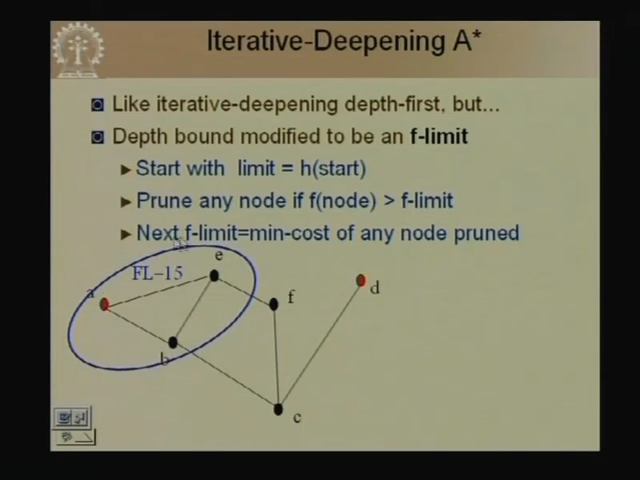 Iterative-Deepening A*
Like iterative-deepening depth-first, but...
Depth bound modified to be an f-limit
Start with limit = h(start)
Prune any node if f(node) > f-limit
Next f-limit=min-cost of any node pruned
FL-15
e
a
d
f
b
c